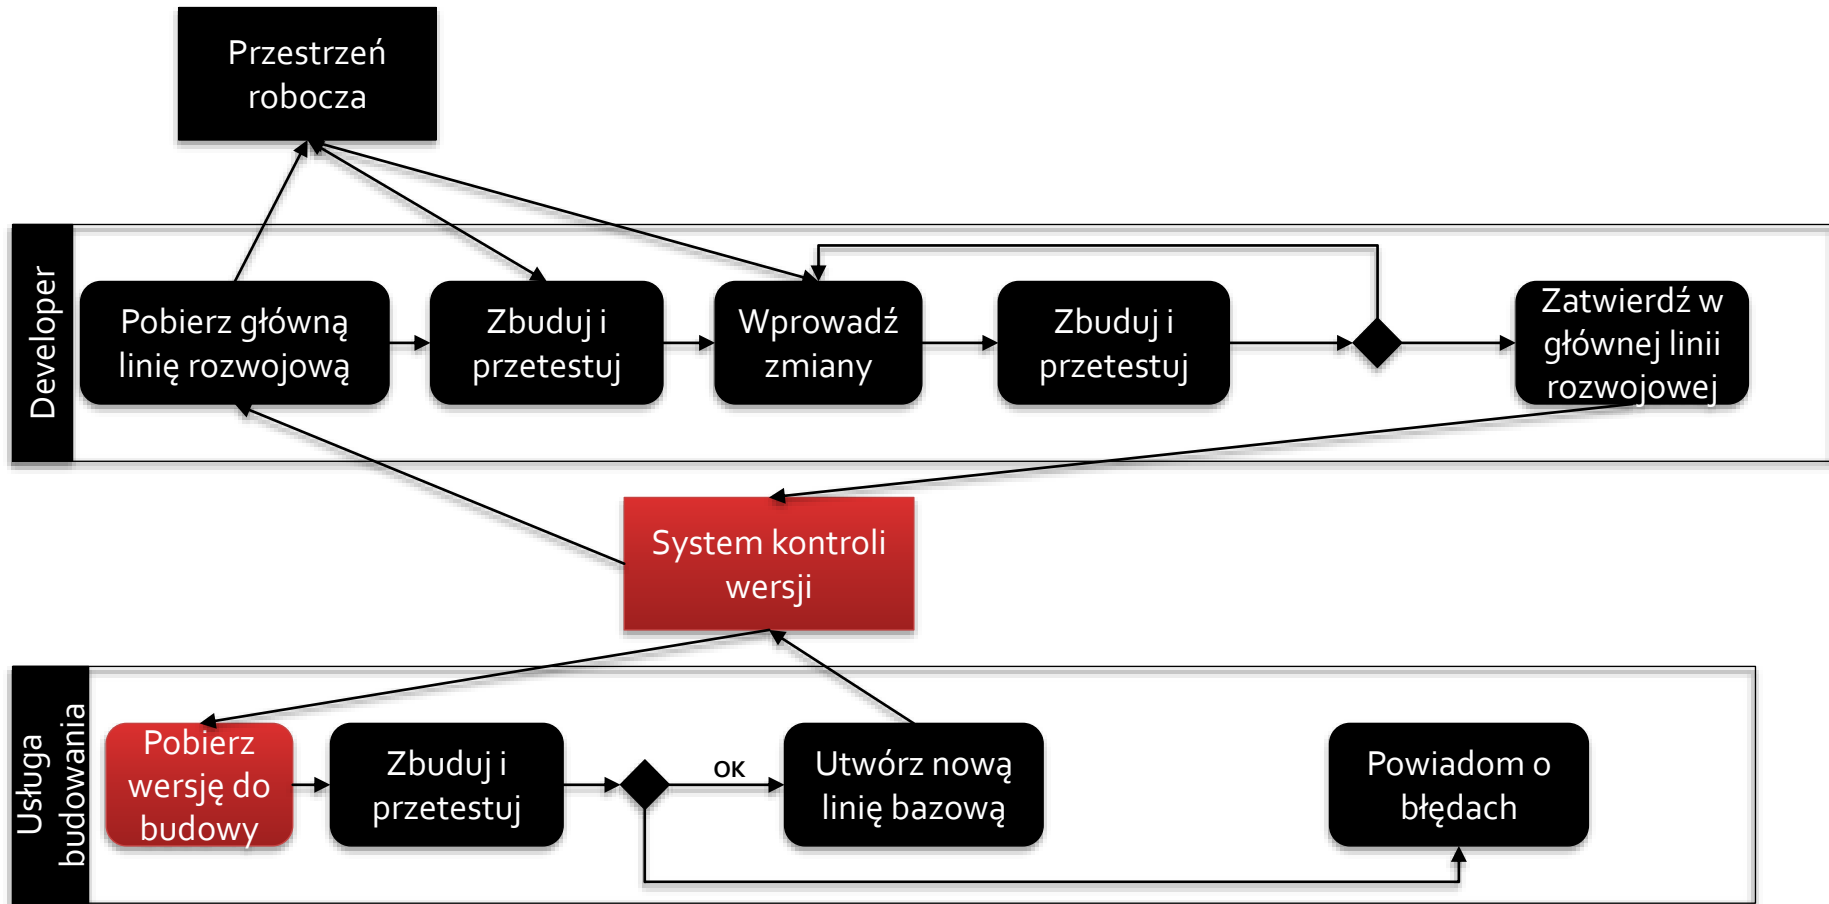 Przestrzeń
robocza
Developer
Pobierz główną
linię rozwojową
Zbuduj i
przetestuj
Wprowadź
zmiany
Zbuduj i
przetestuj
Zatwierdź w
głównej linii
rozwojowej
System kontroli
wersji
Usługa
budowania
Pobierz
wersję do
budowy
Zbuduj i
przetestuj
OK
Utwórz nową
linię bazową
Powiadom o
błędach